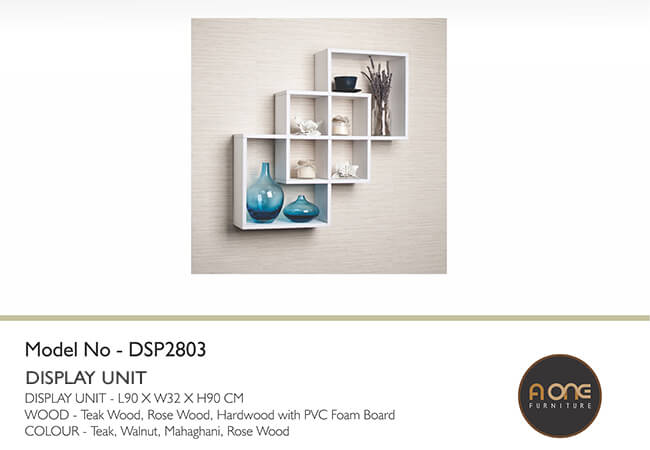 Model No - DSP2803
DISPLAY UNIT
DISPLAY UNIT - L90 X W32 X H90 CM
WOOD - Teak Wood, Rose Wood, Hardwood with PVC Foam Board
COLOUR - Teak, Walnut, Mahaghani, Rose Wood
A ONE
FURNITURE